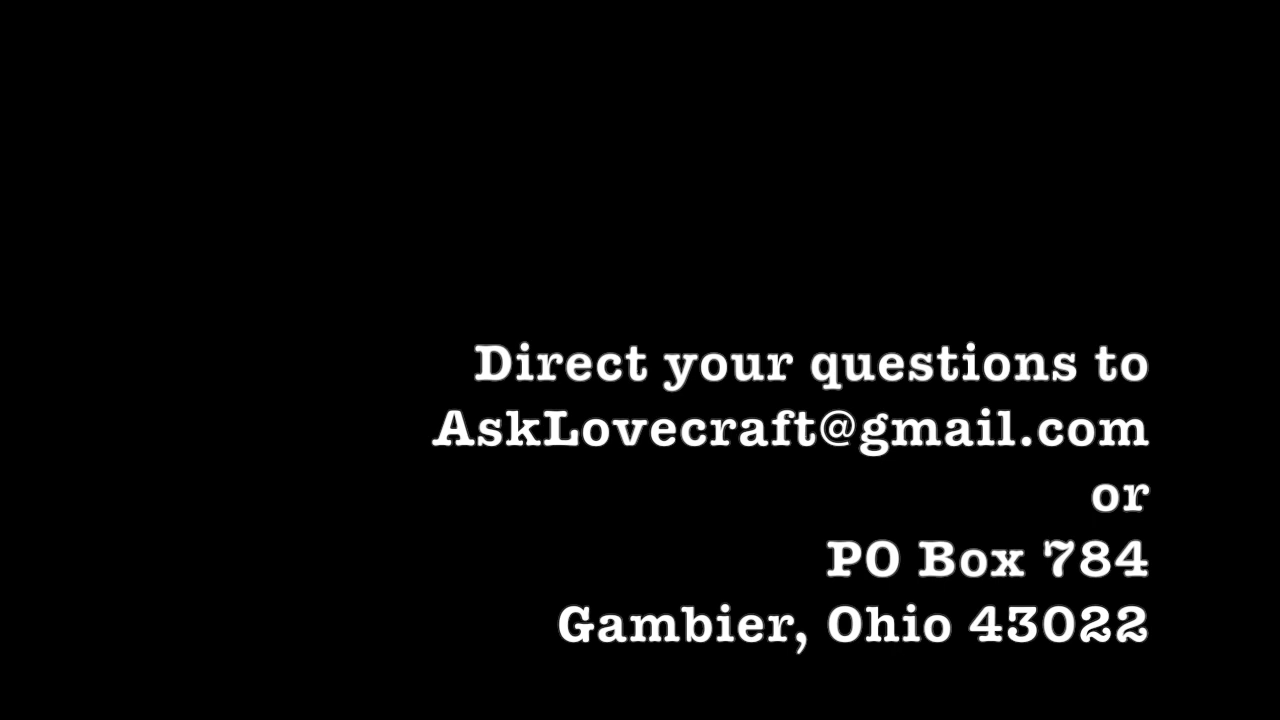 Direct your questions to
AskLovecraft@gmail.com
or
PO Box 784
Gambier, Ohio 43022